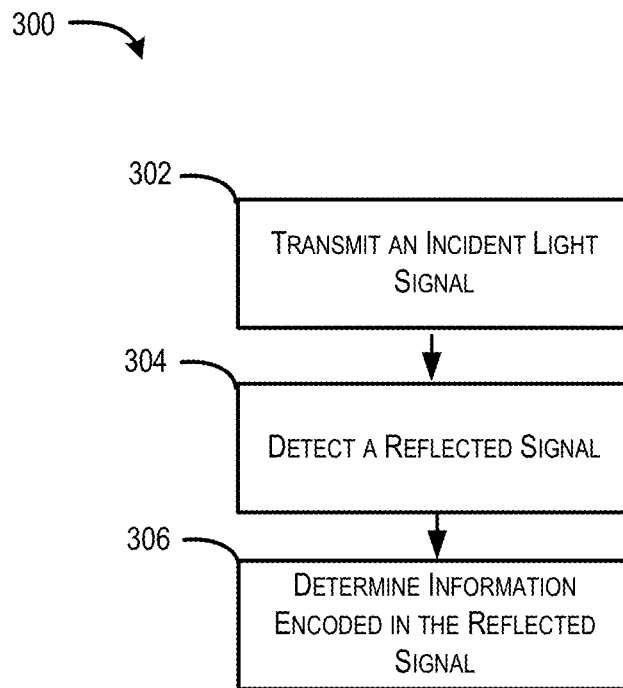 300
302
TRANSMIT AN INCIDENT LIGHT
SIGNAL
304
DETECT A REFLECTED SIGNAL
306
DETERMINE INFORMATION
ENCODED IN THE REFLECTED
SIGNAL